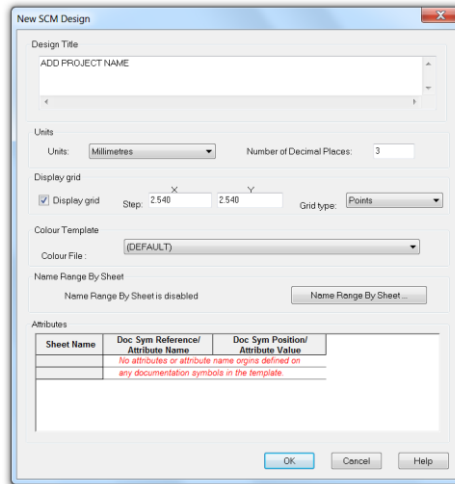 New SCM Design
Design Title
ADD PROJECT NAME
Units
Units: Millimetres Number of Decimal Places: 3
Display grid
X Y
Display grid Step: 2.540 2.540 Grid type: Points
Colour Template
Colour File : (DEFAULT)
Name Range By Sheet
Name Range By Sheet is disabled Name Range By Sheet ...
Attributes
Sheet Name Doc Sym Reference/ Doc Sym Position/
Attribute Name Attribute Value
No attributes or attribute name orgins defined on
any documentation symbols in the template.
OK Cancel Help